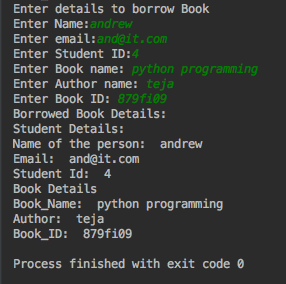 Enter details to borrow Book
Enter Name:andrew
Enter email:and@it.com
Enter Student ID:4
Enter Book name: python programming
Enter Author name: teja
Enter Book ID: 879fi09
Borrowed Book Details:
Student Details:
Name of the person:  andrew
Email:  and@it.com
Student Id:  4
Book Details
Book_Name:  python programming
Author:  teja
Book_ID:  879fi09
Process finished with exit code 0